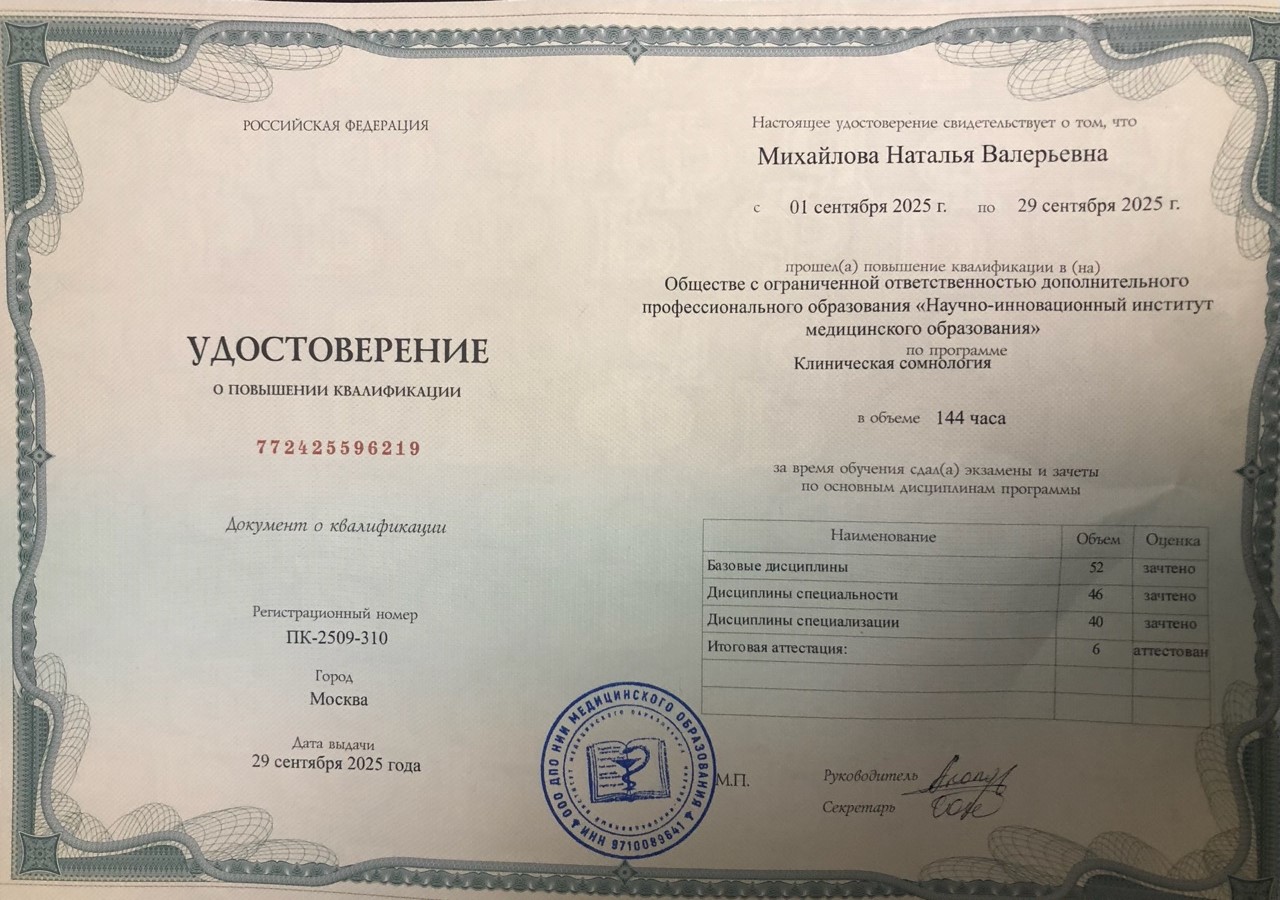 РОССИЙСКАЯ ФЕДЕРАЦИЯ
УДОСТОВЕРЕНИЕ
О ПОВЫШЕНИИ КВАЛИФИКАЦИИ
772425596219
Документ о квалификации
Регистрационный номер
ПК-2509-310
Город
Москва
Дата выдачи
29 сентября 2025 года
Настоящее удостоверение свидетельствует о том, что
Михайлова Наталья Валерьевна
с 01 сентября 2025 г. по 29 сентября 2025 г.
прошел(а) повышение квалификации в (на)
Обществе с ограниченной ответственностью дополнительного
профессионального образования «Научно-инновационный институт
медицинского образования»
по программе
Клиническая сомнология
в объеме 144 часа
за время обучения сдал(а) экзамены и зачеты
по основным дисциплинам программы
Наименование Объем Оценка
Базовые дисциплины 52 зачтено
Дисциплины специальности 46 зачтено
Дисциплины специализации 40 зачтено
Итоговая аттестация: 6 аттестован
М.П.
Руководитель
Секретарь
ООО ДПО НИИ МЕДИЦИНСКОГО ОБРАЗОВАНИЯ
ИНН 9710089641